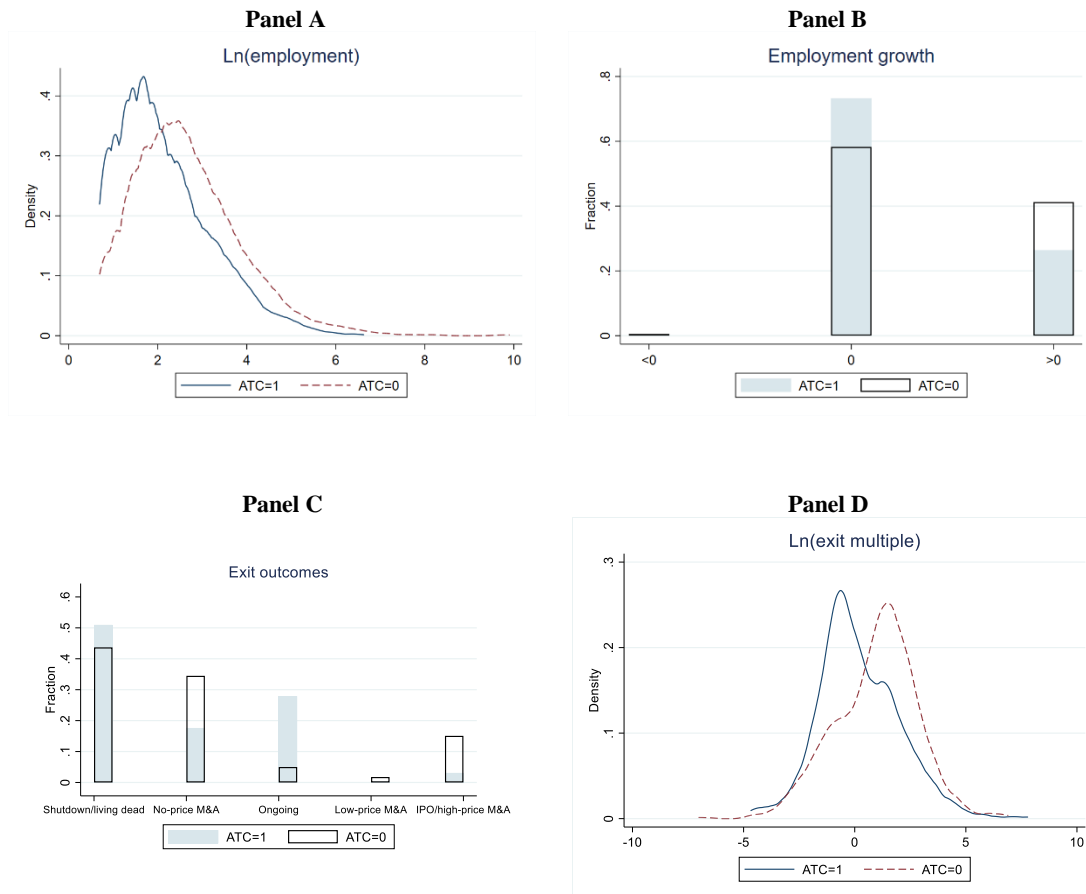 Panel A
Ln(employment)
Density
.4
.3
.2
.1
0
0 2 4 6 8 10
ATC=1 ATC=0
Panel B
Employment growth
Fraction
.8
.6
.4
.2
0
<0 0 >0
ATC=1 ATC=0
Panel C
Exit outcomes
Fraction
.6
.5
.4
.3
.2
.1
0
Shutdown/living dead No-price M&A Ongoing Low-price M&A IPO/high-price M&A
ATC=1 ATC=0
Panel D
Ln(exit multiple)
Density
.3
.2
.1
0
-10 -5 0 5 10
ATC=1 ATC=0